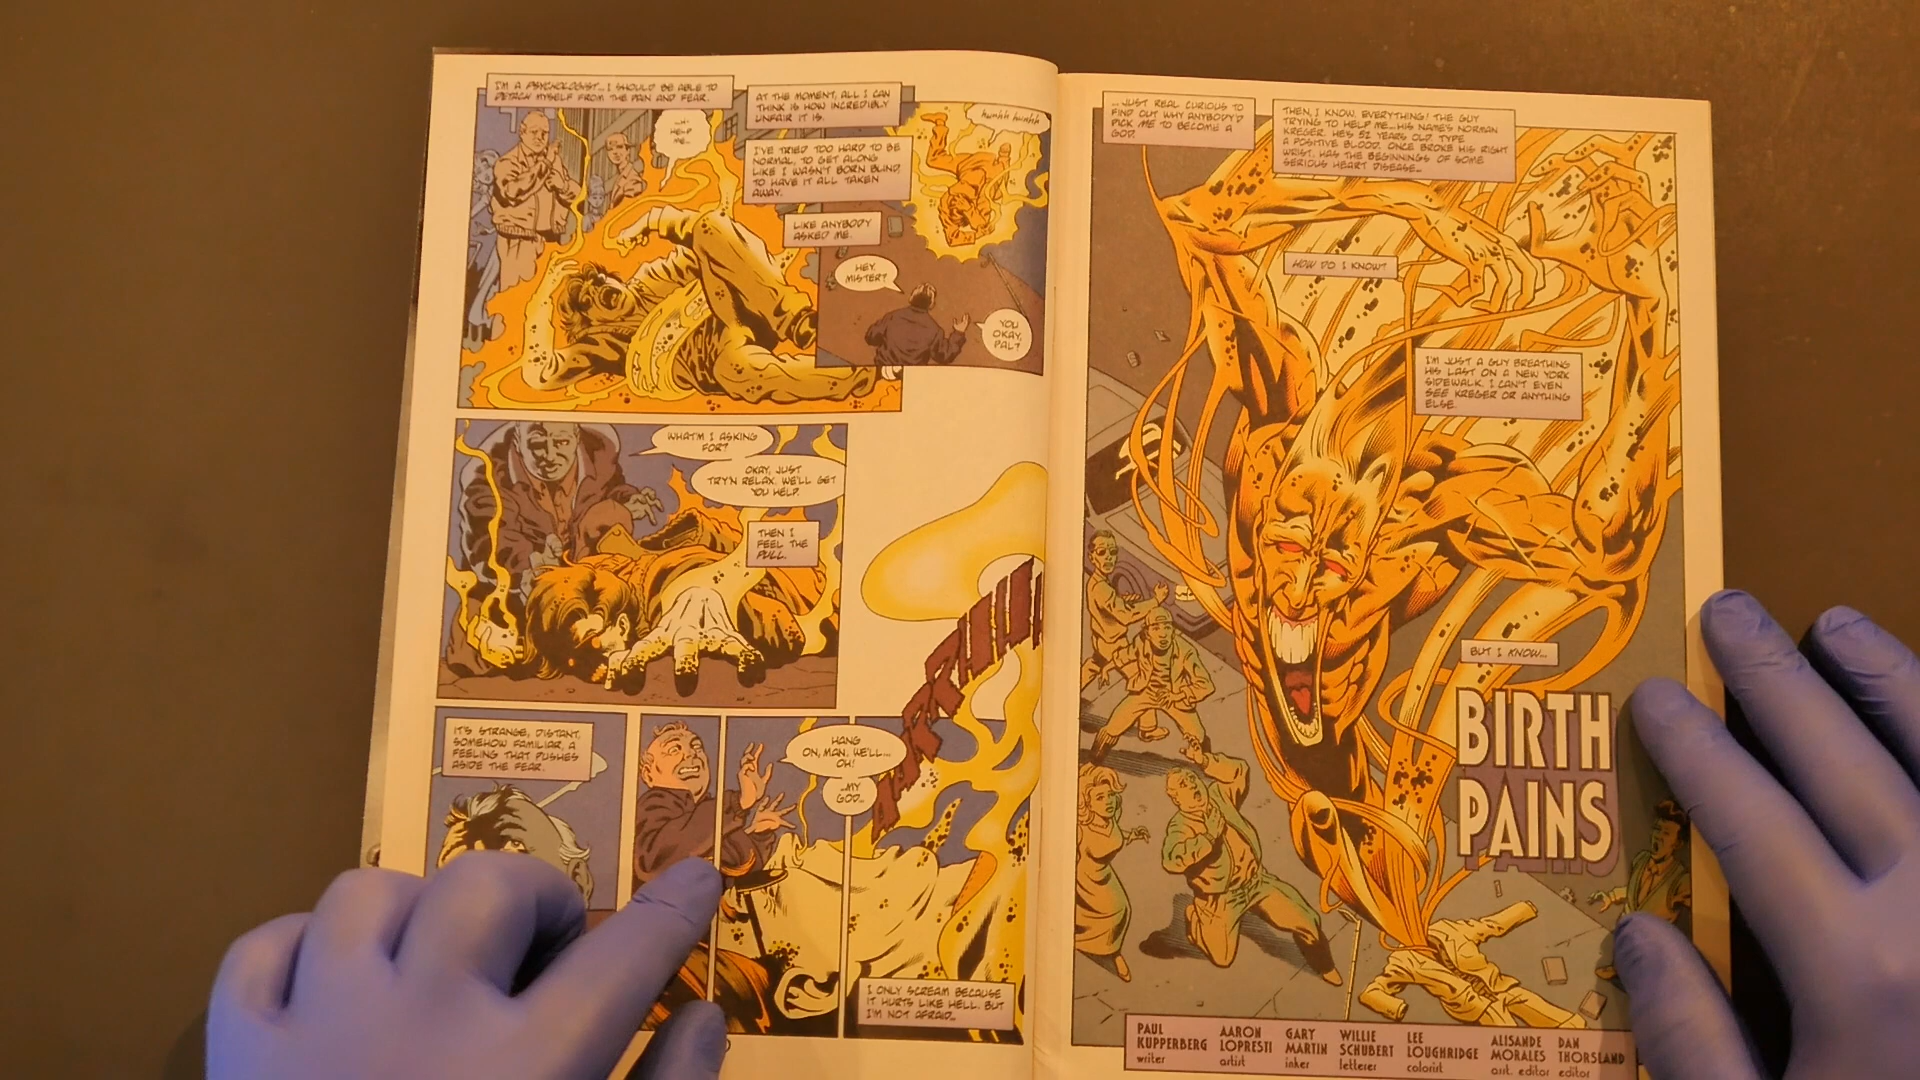 I'M A PSYCHOLOGIST... I SHOULD BE ABLE TO
DETACH MYSELF FROM THE PAIN AND FEAR.
HELP
ME...
AT THE MOMENT, ALL I CAN
THINK IS HOW INCREDIBLY
UNFAIR IT IS.
I'VE TRIED TOO HARD TO BE
NORMAL, TO GET ALONG
LIKE I WASN'T BORN BLIND,
TO HAVE IT ALL TAKEN
AWAY.
LIKE ANYBODY
ASKED ME.
HEY,
MISTER?
YOU
OKAY,
PAL?
WHAT'M I ASKING
FOR?
OKAY, JUST
TRY'N RELAX. WE'LL GET
YOU HELP.
THEN I
FEEL THE
PULL.
IT'S STRANGE, DISTANT,
SOMEHOW FAMILIAR, A
FEELING THAT PUSHES
ASIDE THE FEAR.
HANG
ON, MAN. WE'LL...
OH!
...MY
GOD...
I ONLY SCREAM BECAUSE
IT HURTS LIKE HELL. BUT
I'M NOT AFRAID...
...JUST REAL CURIOUS TO
FIND OUT WHY ANYBODY'D
PICK ME TO BECOME A
GOD.
THEN, I KNOW. EVERYTHING! THE GUY
TRYING TO HELP ME... HIS NAME'S NORMAN
KREGER. HE'S 52 YEARS OLD. TYPE
A POSITIVE BLOOD. ONCE BROKE HIS RIGHT
WRIST. HAS THE BEGINNINGS OF SOME
SERIOUS HEART DISEASE...
HOW DO I KNOW?
I'M JUST A GUY BREATHING
HIS LAST ON A NEW YORK
SIDEWALK. I CAN'T EVEN
SEE KREGER OR ANYTHING
ELSE.
BUT I KNOW...
BIRTH
PAINS
PAUL
KUPPERBERG
writer
AARON
LOPRESTI
artist
GARY
MARTIN
inker
WILLIE
SCHUBERT
letterer
LEE
LOUGHRIDGE
colorist
ALISANDE
MORALES
asst. editor
DAN
THORSLAND
editor